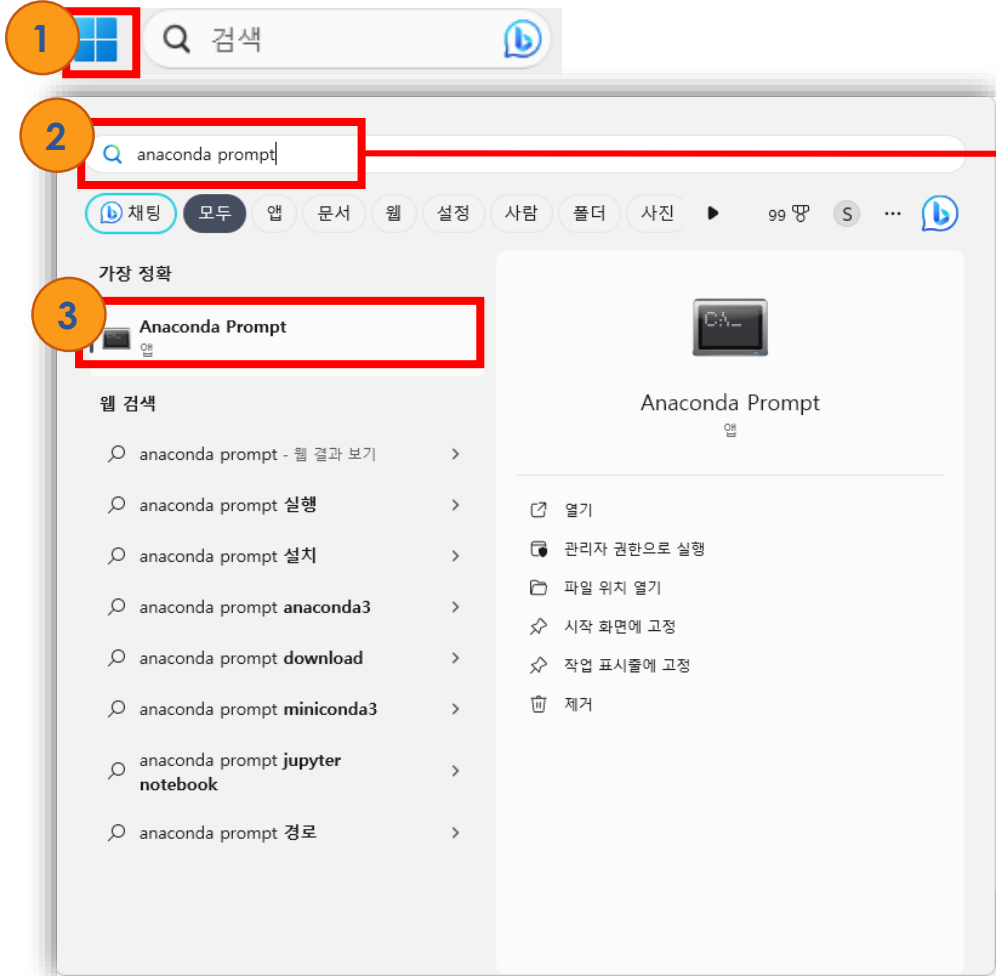 1
검색
2
anaconda prompt
채팅
모두
앱
문서
웹
설정
사람
폴더
사진
99
S
가장 정확
3
Anaconda Prompt
앱
웹 검색
anaconda prompt - 웹 결과 보기
anaconda prompt 실행
anaconda prompt 설치
anaconda prompt anaconda3
anaconda prompt download
anaconda prompt miniconda3
anaconda prompt jupyter
notebook
anaconda prompt 경로
C:\_
Anaconda Prompt
앱
열기
관리자 권한으로 실행
파일 위치 열기
시작 화면에 고정
작업 표시줄에 고정
제거